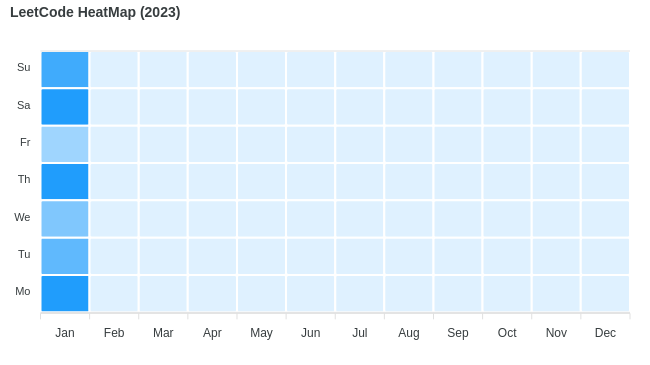 LeetCode HeatMap (2023)
Su
Sa
Fr
Th
We
Tu
Mo
Jan Feb Mar Apr May Jun Jul Aug Sep Oct Nov Dec